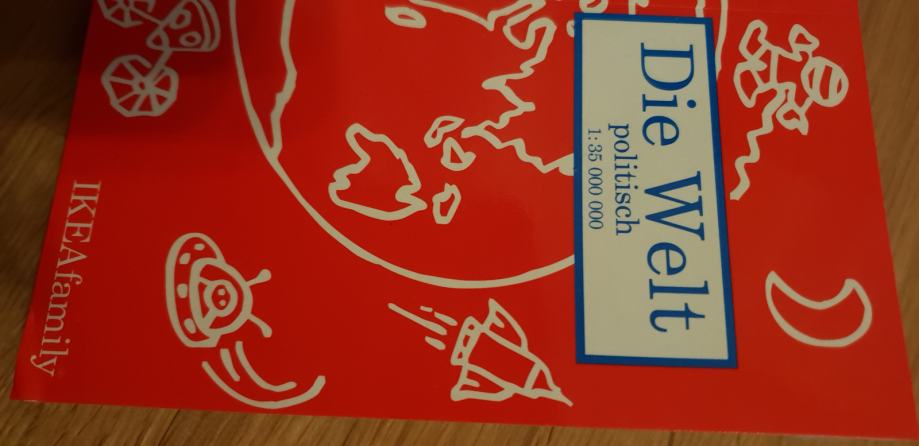 Die Welt
politisch
1: 35 000 000
IKEAfamily